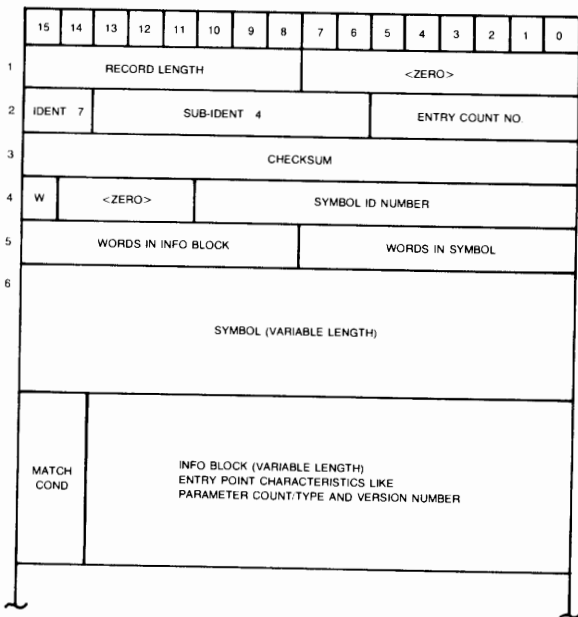 15 14 13 12 11 10 9 8 7 6 5 4 3 2 1 0
1 RECORD LENGTH <ZERO>
2 IDENT 7 SUB-IDENT 4 ENTRY COUNT NO.
3 CHECKSUM
4 W <ZERO> SYMBOL ID NUMBER
5 WORDS IN INFO BLOCK WORDS IN SYMBOL
6
SYMBOL (VARIABLE LENGTH)
MATCH
COND
INFO BLOCK (VARIABLE LENGTH)
ENTRY POINT CHARACTERISTICS LIKE
PARAMETER COUNT/TYPE AND VERSION NUMBER